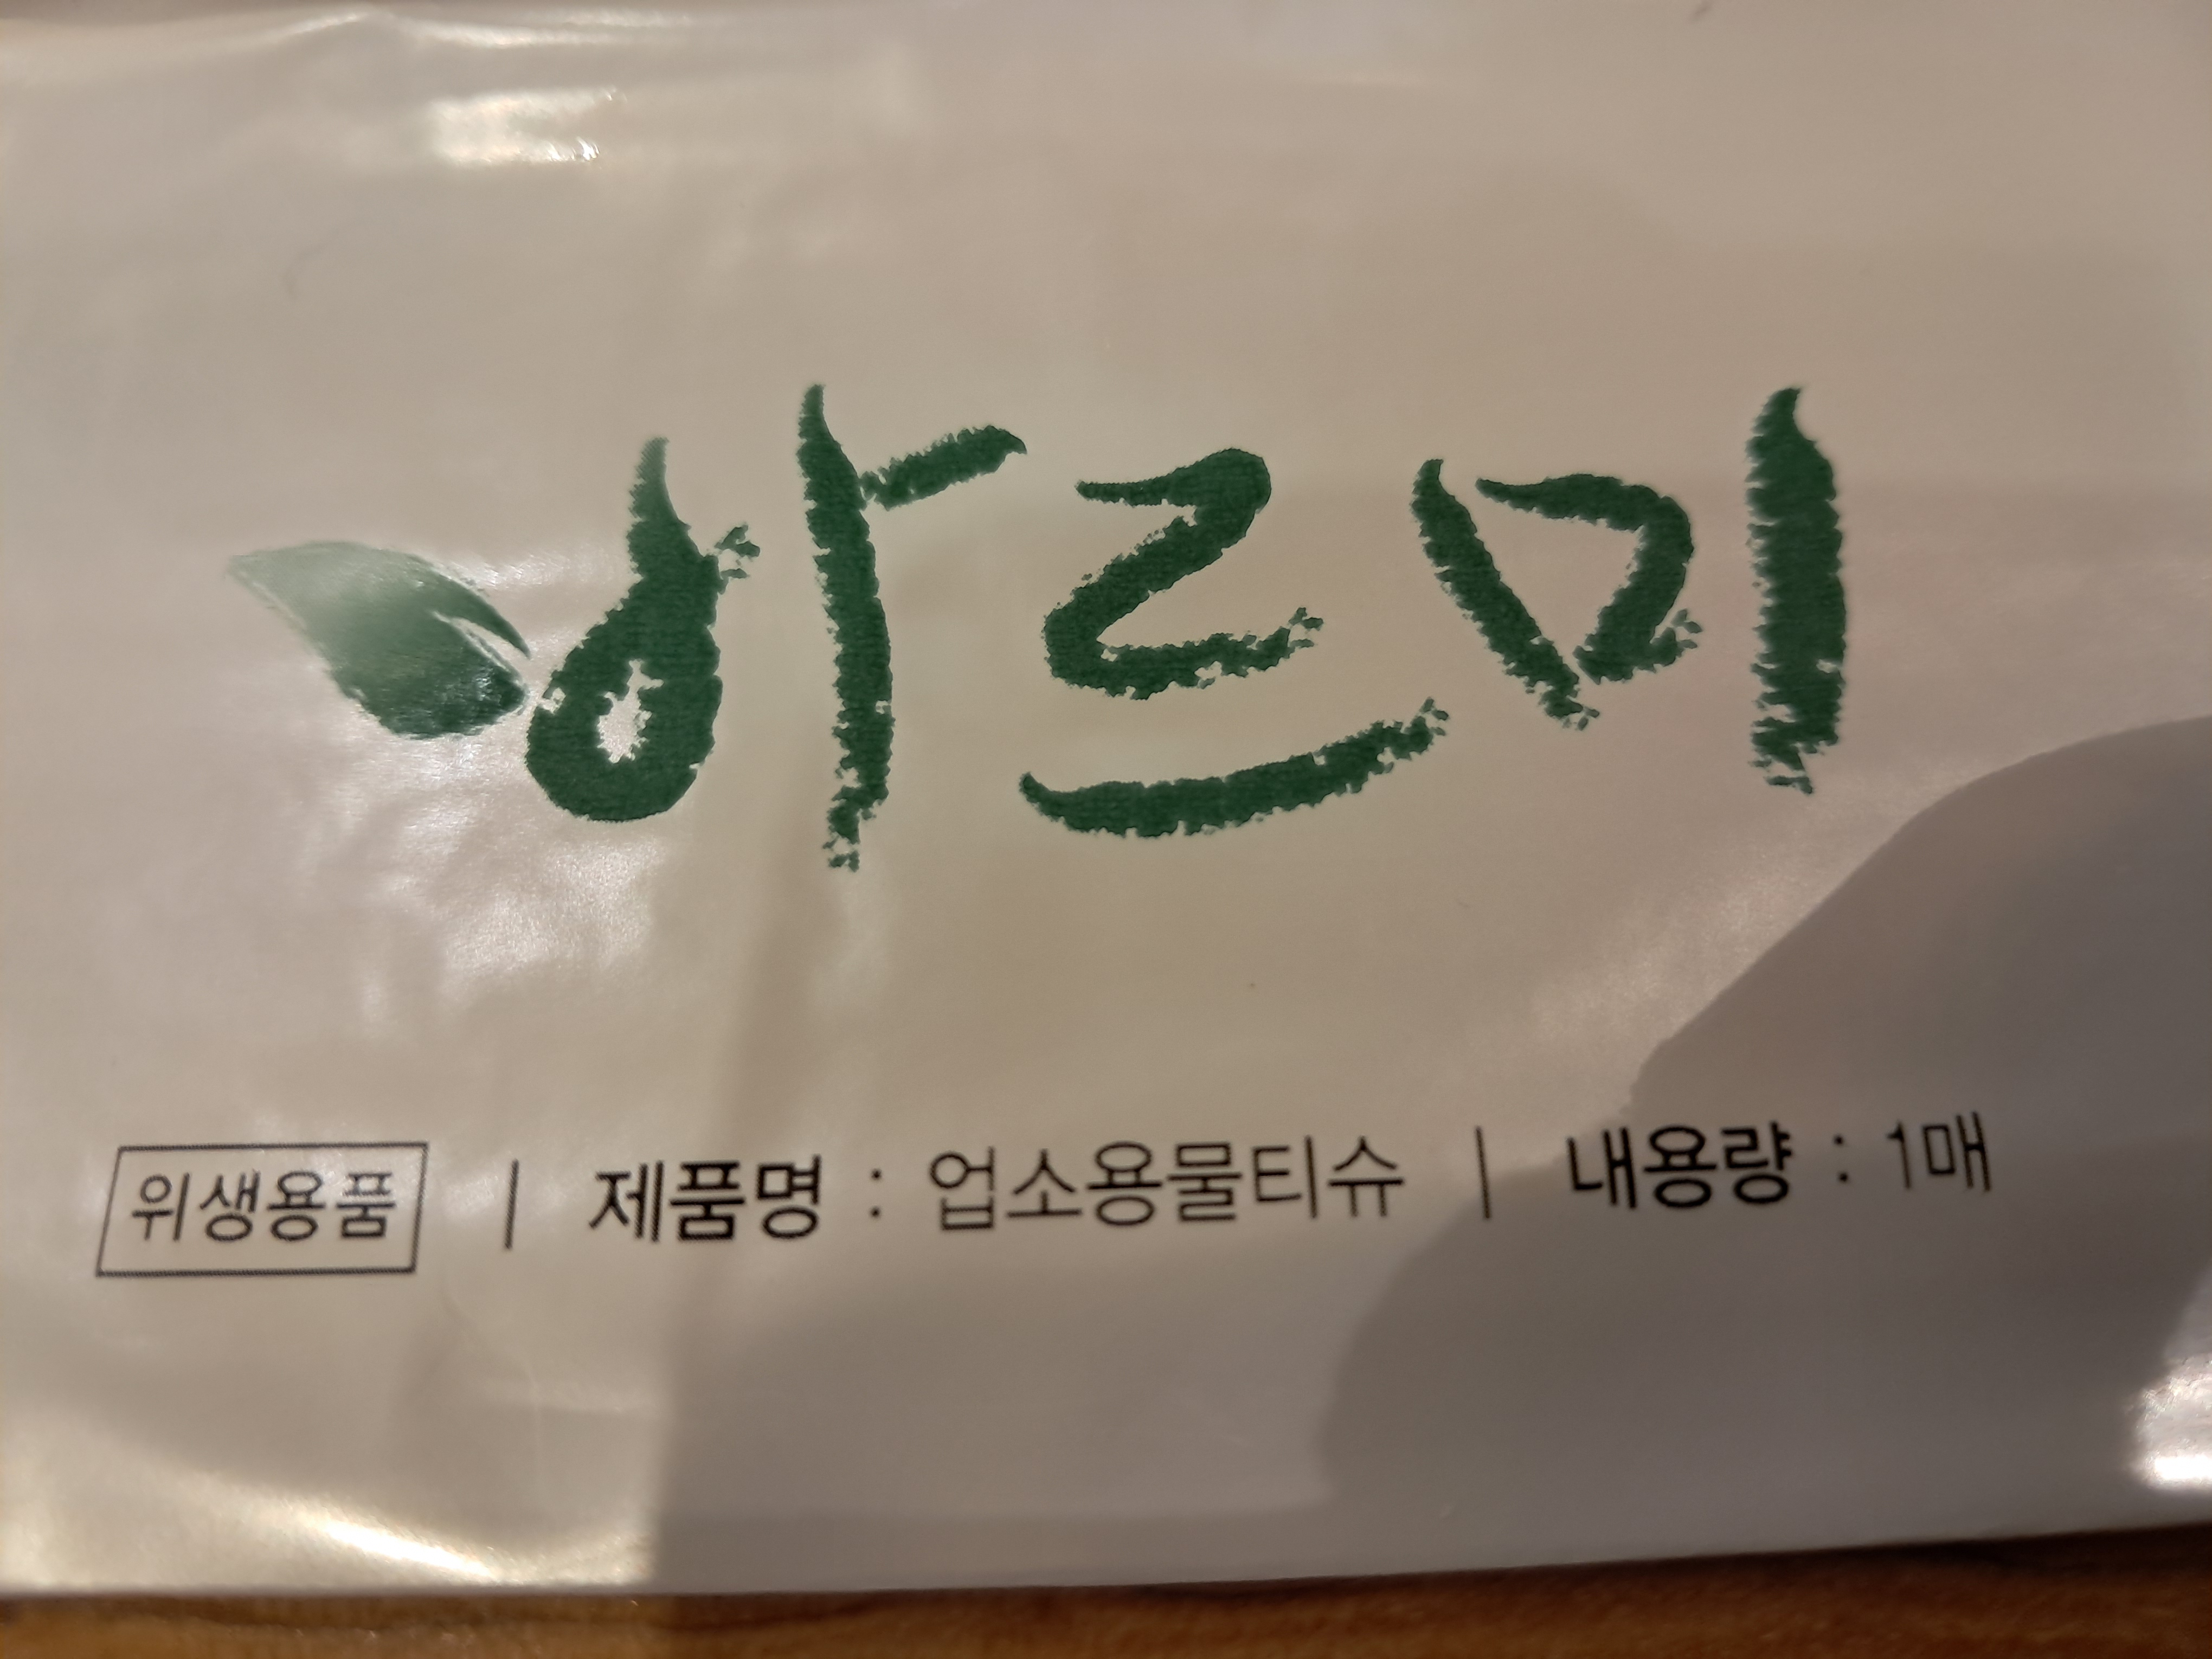 아르미
위생용품 | 제품명 : 업소용물티슈 | 내용량 : 1매